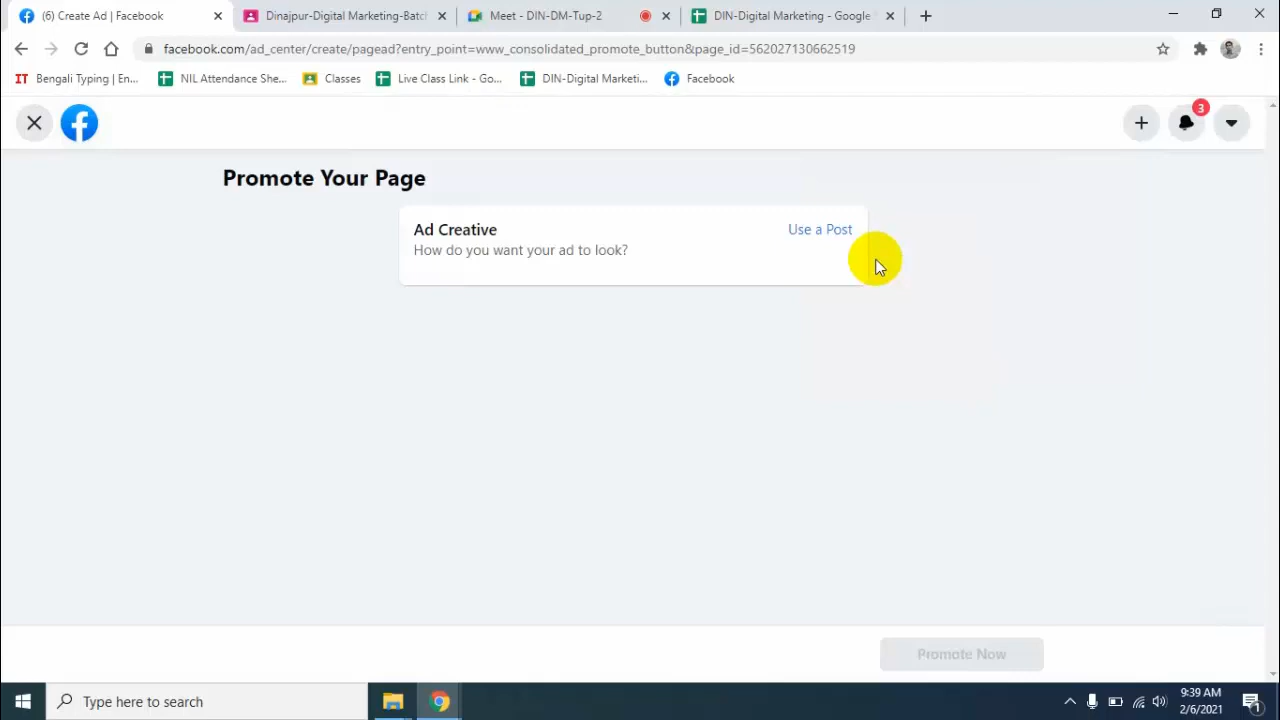 (6) Create Ad | Facebook
Dinajpur-Digital Marketing-Batch
Meet - DIN-DM-Tup-2
DIN-Digital Marketing - Google
facebook.com/ad_center/create/pagead?entry_point=www_consolidated_promote_button&page_id=562027130662519
IT Bengali Typing | En...
NIL Attendance She...
Classes
Live Class Link - Go...
DIN-Digital Marketi...
Facebook
3
Promote Your Page
Ad Creative
Use a Post
How do you want your ad to look?
Promote Now
Type here to search
9:39 AM
2/6/2021
1